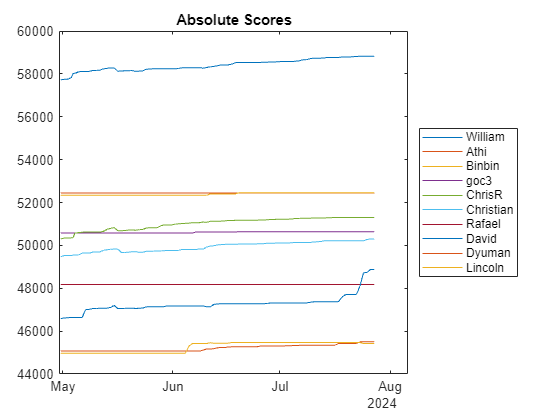 Absolute Scores
60000
58000
56000
54000
52000
50000
48000
46000
44000
May
Jun
Jul
Aug
2024
William
Athi
Binbin
goc3
ChrisR
Christian
Rafael
David
Dyuman
Lincoln